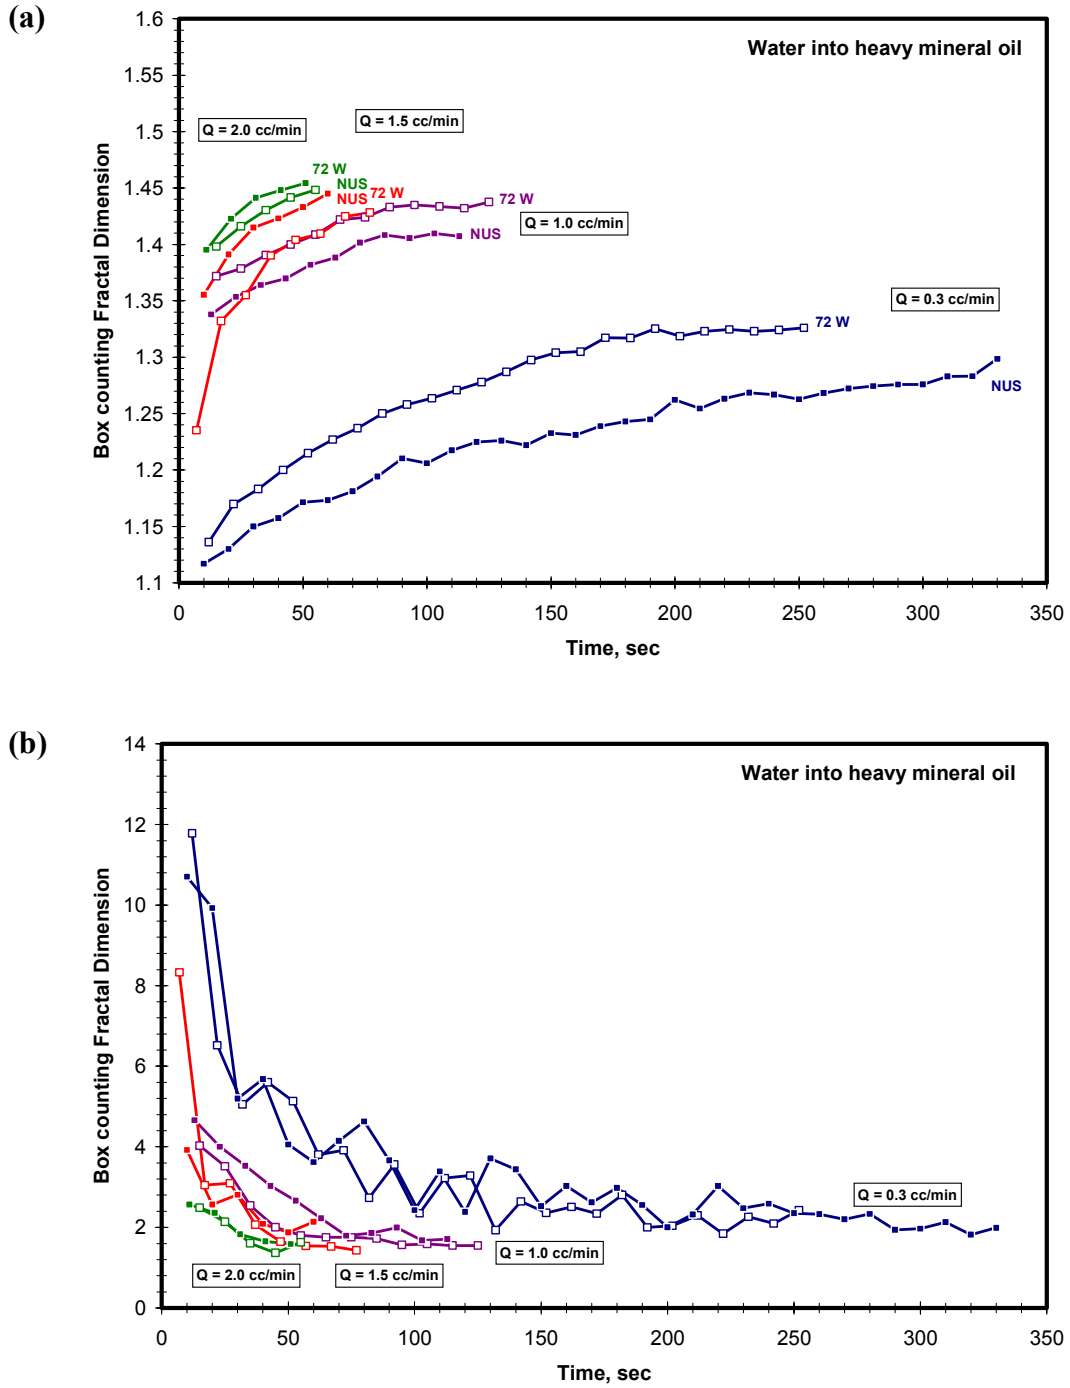 (a)
Water into heavy mineral oil
Box counting Fractal Dimension
1.6
1.55
1.5
1.45
1.4
1.35
1.3
1.25
1.2
1.15
1.1
Q = 2.0 cc/min
Q = 1.5 cc/min
72 W
NUS
72 W
NUS
72 W
Q = 1.0 cc/min
NUS
Q = 0.3 cc/min
72 W
NUS
0 50 100 150 200 250 300 350
Time, sec
(b)
Water into heavy mineral oil
Box counting Fractal Dimension
14
12
10
8
6
4
2
0
Q = 0.3 cc/min
Q = 1.0 cc/min
Q = 2.0 cc/min
Q = 1.5 cc/min
0 50 100 150 200 250 300 350
Time, sec